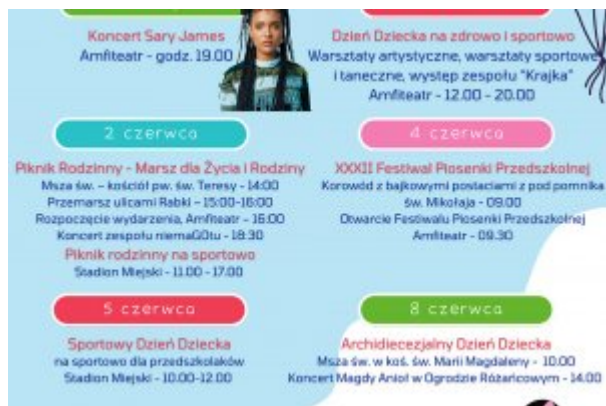 Koncert Sary James
Amfiteatr - godz. 19.00
Dzień Dziecka na zdrowo i sportowo
Warsztaty artystyczne, warsztaty sportowe
i taneczne, występ zespołu "Krajka"
Amfiteatr - 12.00 - 20.00
2 czerwca
Piknik Rodzinny - Marsz dla Życia i Rodziny
Msza św. - kościół pw. św. Teresy - 14:00
Przemarsz ulicami Rabki - 15:00-16:00
Rozpoczęcie wydarzenia, Amfiteatr - 16:00
Koncert zespołu niemaGOtu - 18:30
Piknik rodzinny na sportowo
Stadion Miejski - 11.00 - 17.00
4 czerwca
XXXII Festiwal Piosenki Przedszkolnej
Korowód z bajkowymi postaciami z pod pomnika
św. Mikołaja - 09.00
Otwarcie Festiwalu Piosenki Przedszkolnej
Amfiteatr - 09.30
5 czerwca
Sportowy Dzień Dziecka
na sportowo dla przedszkolaków
Stadion Miejski - 10.00-12.00
8 czerwca
Archidiecezjalny Dzień Dziecka
Msza św. w koś. św. Marii Magdaleny - 10.00
Koncert Magdy Anioł w Ogrodzie Różańcowym - 14.00